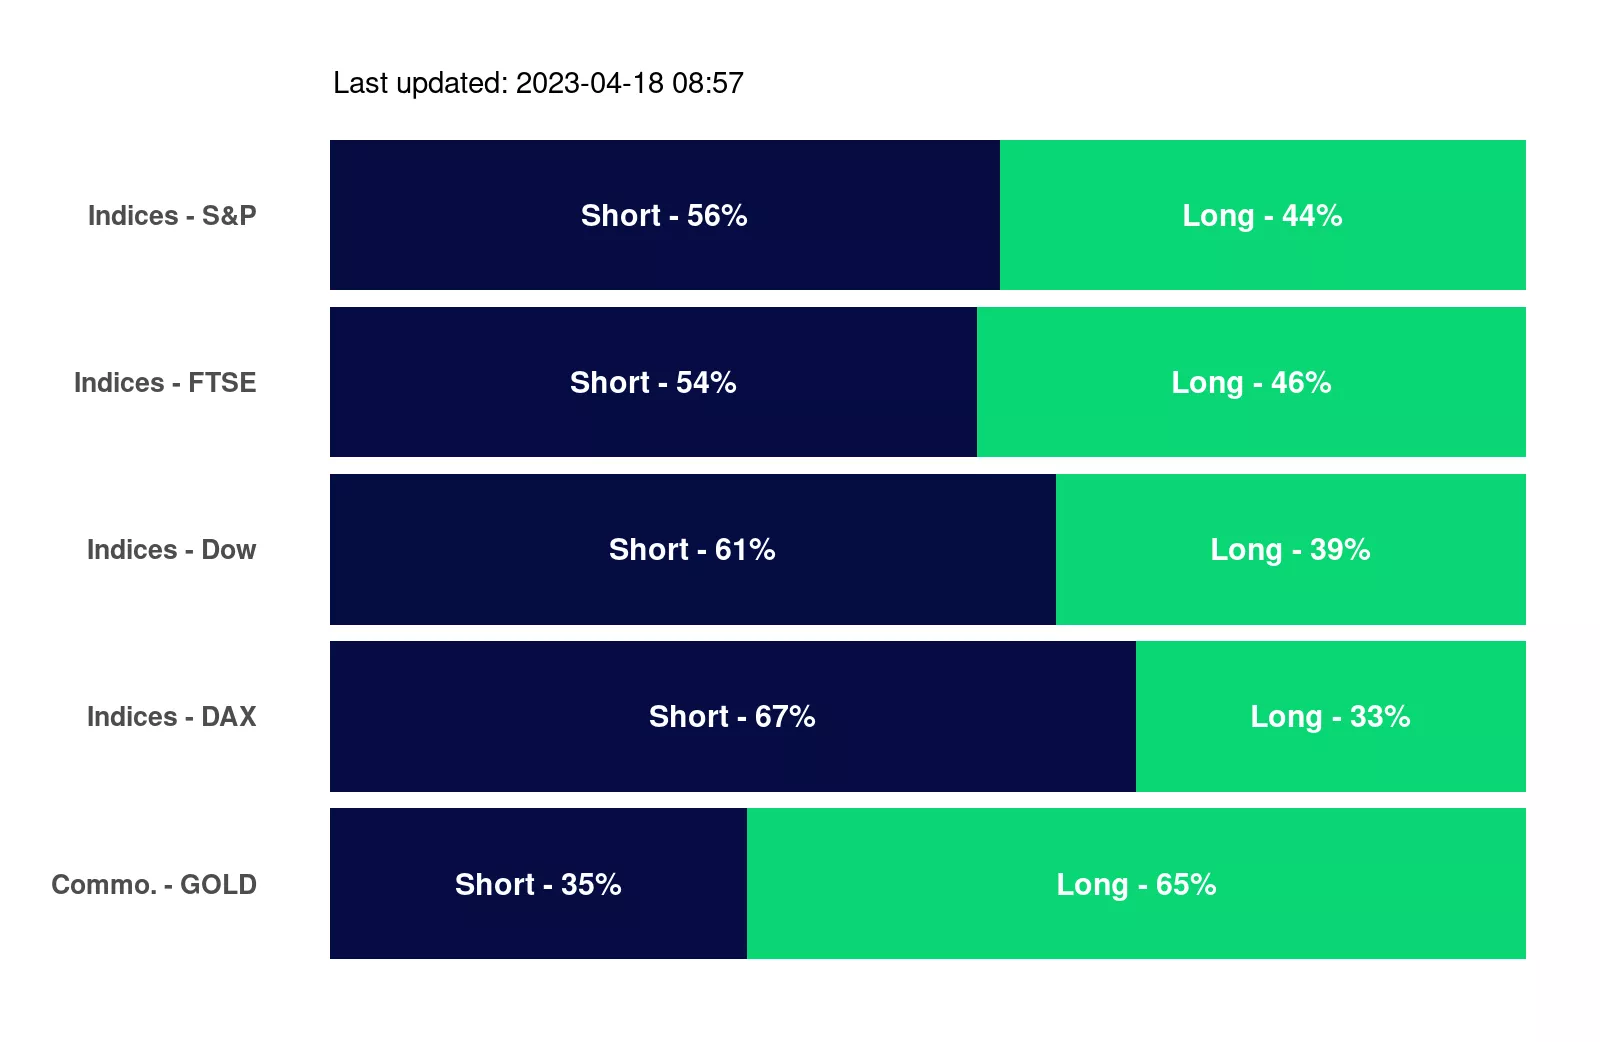 Last updated: 2023-04-18 08:57
Indices - S&P Short - 56% Long - 44%
Indices - FTSE Short - 54% Long - 46%
Indices - Dow Short - 61% Long - 39%
Indices - DAX Short - 67% Long - 33%
Commo. - GOLD Short - 35% Long - 65%